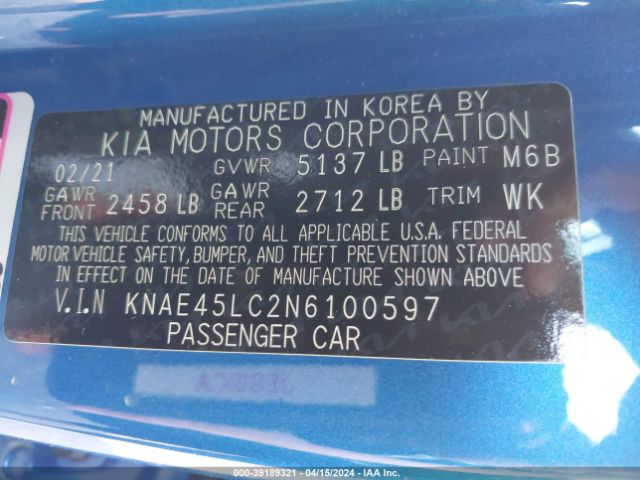 MANUFACTURED IN KOREA BY
KIA MOTORS CORPORATION
02/21 GVWR 5137 LB PAINT M6B
GAWR FRONT 2458 LB GAWR REAR 2712 LB TRIM WK
THIS VEHICLE CONFORMS TO ALL APPLICABLE U.S.A. FEDERAL
MOTOR VEHICLE SAFETY, BUMPER, AND THEFT PREVENTION STANDARDS
IN EFFECT ON THE DATE OF MANUFACTURE SHOWN ABOVE
V.I.N KNAE45LC2N6100597
PASSENGER CAR
000-39189321 - 04/15/2024 - IAA Inc.